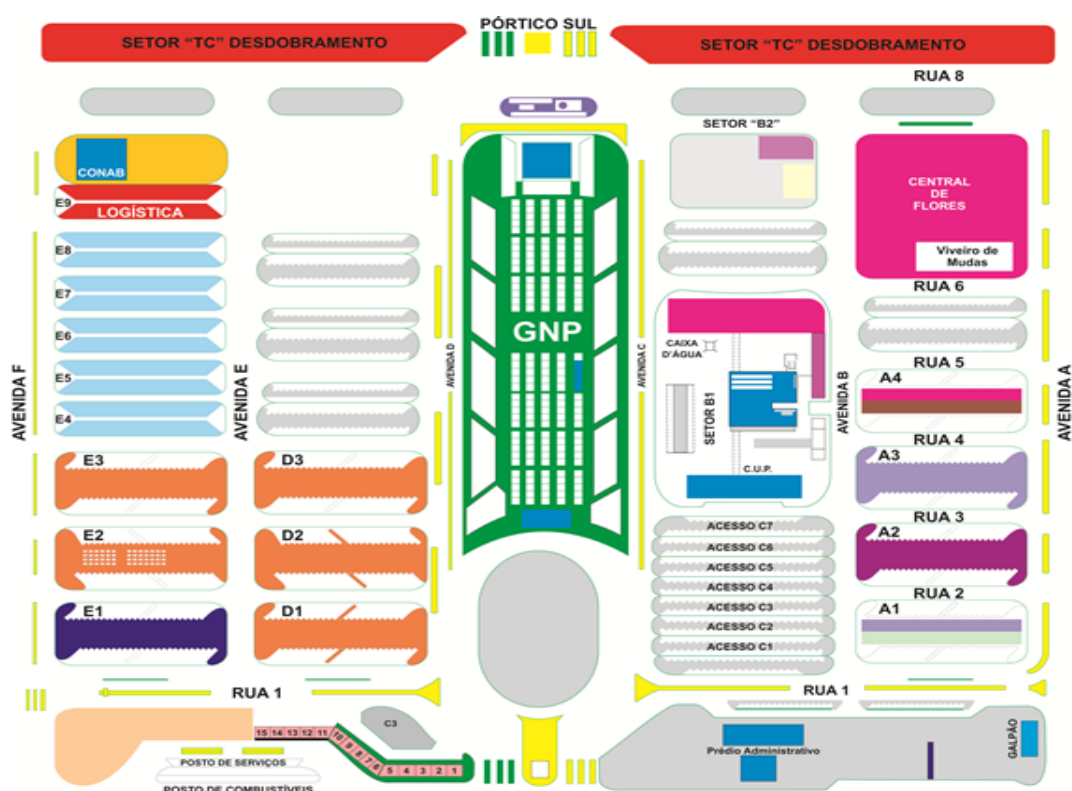 PÓRTICO SUL
SETOR “TC” DESDOBRAMENTO
SETOR “TC” DESDOBRAMENTO
RUA 8
SETOR “B2”
CONAB
E9
LOGÍSTICA
CENTRAL
DE
FLORES
Viveiro de
Mudas
E8
E7
RUA 6
E6
GNP
CAIXA
D'ÁGUA
E5
RUA 5
A4
AVENIDA F
AVENIDA E
AVENIDA D
AVENIDA C
SETOR B1
AVENIDA B
AVENIDA A
E4
RUA 4
E3
D3
A3
C.U.P.
RUA 3
E2
D2
A2
ACESSO C7
ACESSO C6
ACESSO C5
ACESSO C4
ACESSO C3
ACESSO C2
ACESSO C1
RUA 2
E1
D1
A1
RUA 1
RUA 1
C3
15 14 13 12 11 10 9 8 7 6 5 4 3 2 1
Prédio Administrativo
GALPÃO
POSTO DE SERVIÇOS
POSTO DE COMBUSTÍVEIS